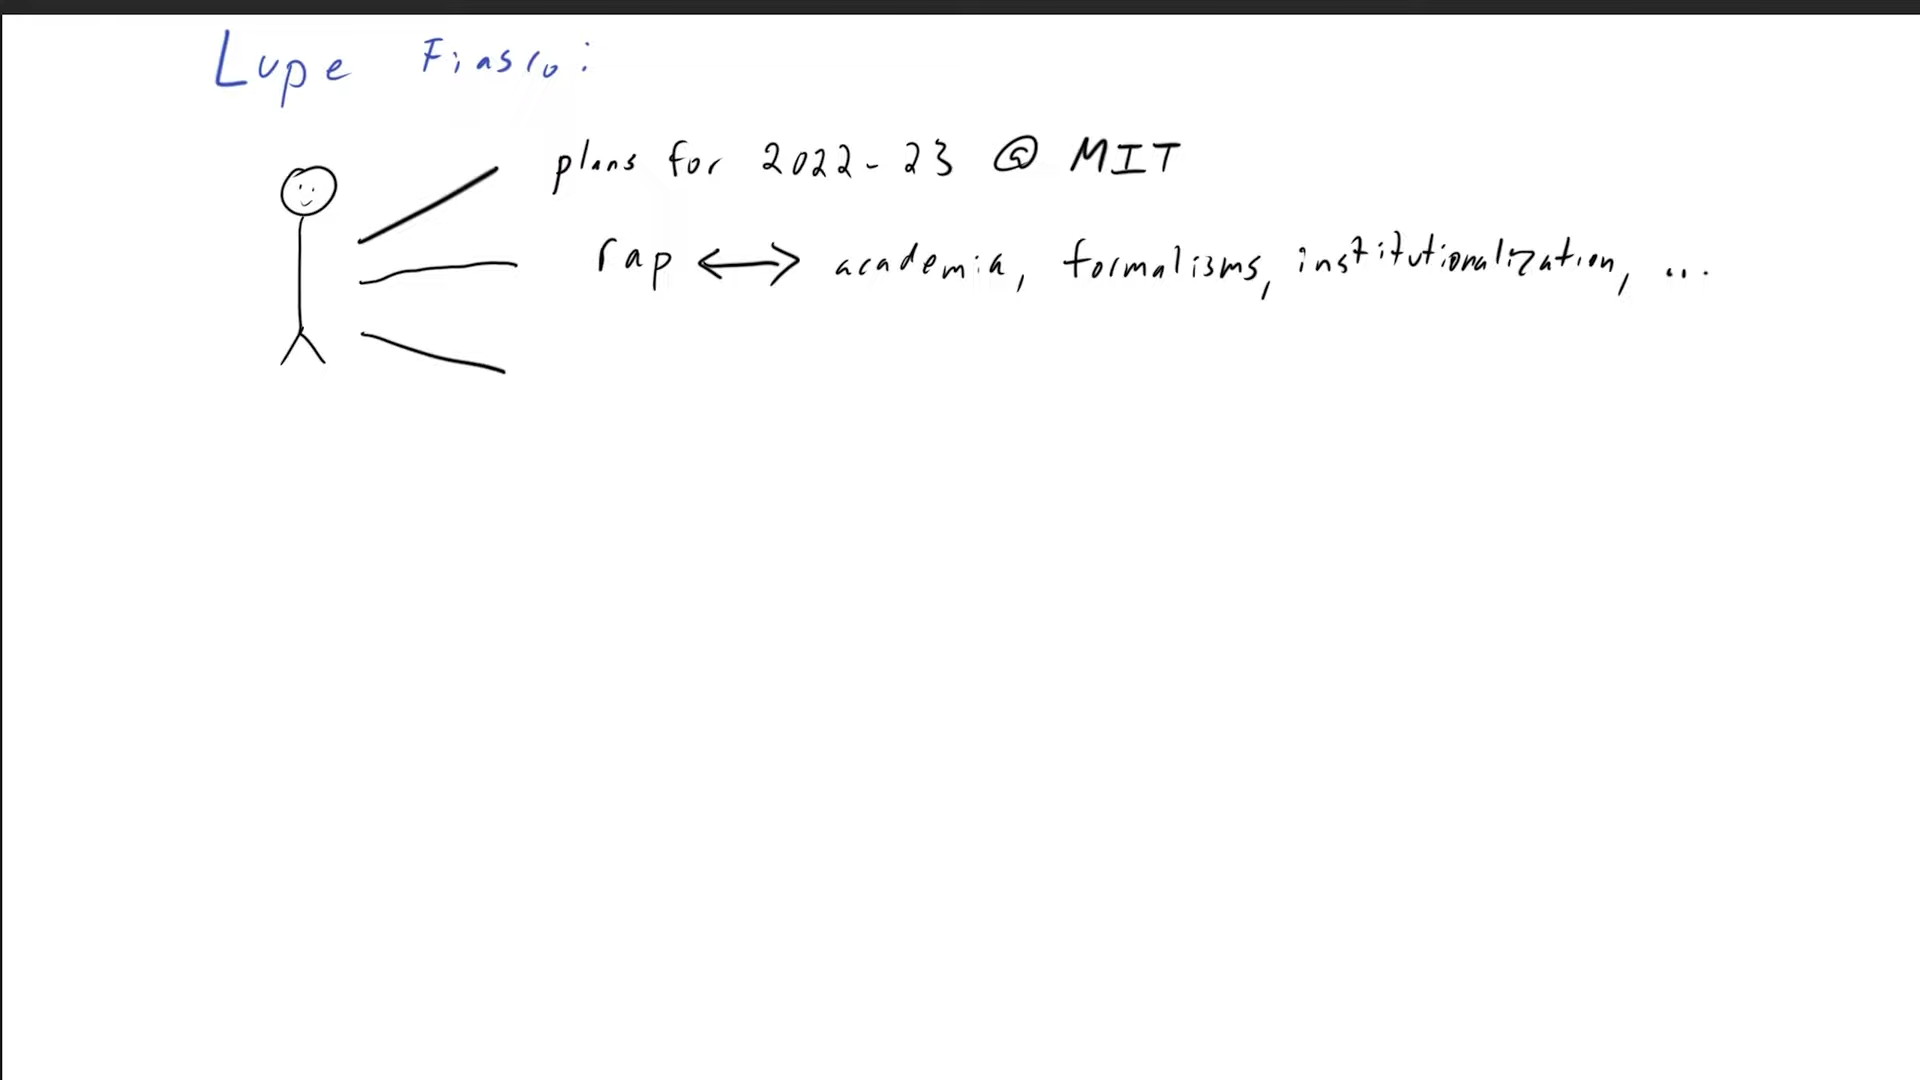 Lupe Fiasco:
plans for 2022-23 @ MIT
rap ⟷ academia, formalisms, institutionalization, ...